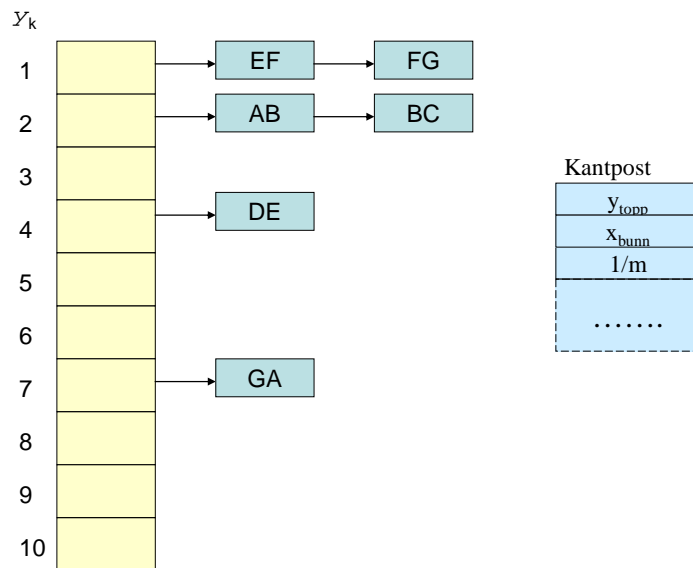 yk
1 EF FG
2 AB BC
3
4 DE
5
6
7 GA
8
9
10
Kantpost
ytopp
xbunn
1/m
.......